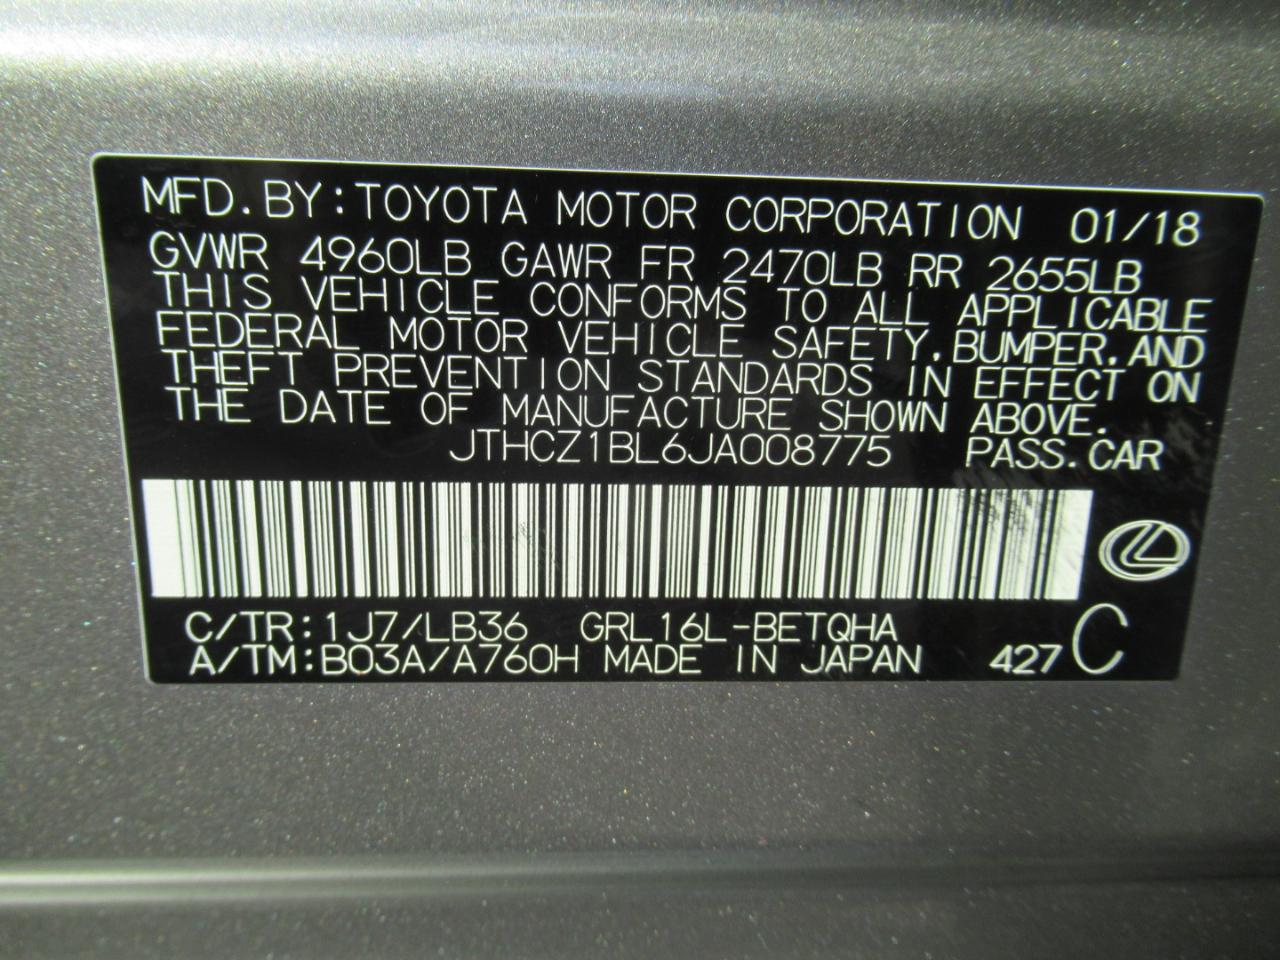 MFD. BY: TOYOTA MOTOR CORPORATION 01/18
GVWR 4960LB GAWR FR 2470LB RR 2655LB
THIS VEHICLE CONFORMS TO ALL APPLICABLE
FEDERAL MOTOR VEHICLE SAFETY, BUMPER, AND
THEFT PREVENTION STANDARDS IN EFFECT ON
THE DATE OF MANUFACTURE SHOWN ABOVE.
JTHCZ1BL6JA008775 PASS. CAR
C/TR: 1J7/LB36 GRL16L-BETQHA
A/TM: B03A/A760H MADE IN JAPAN 427 C